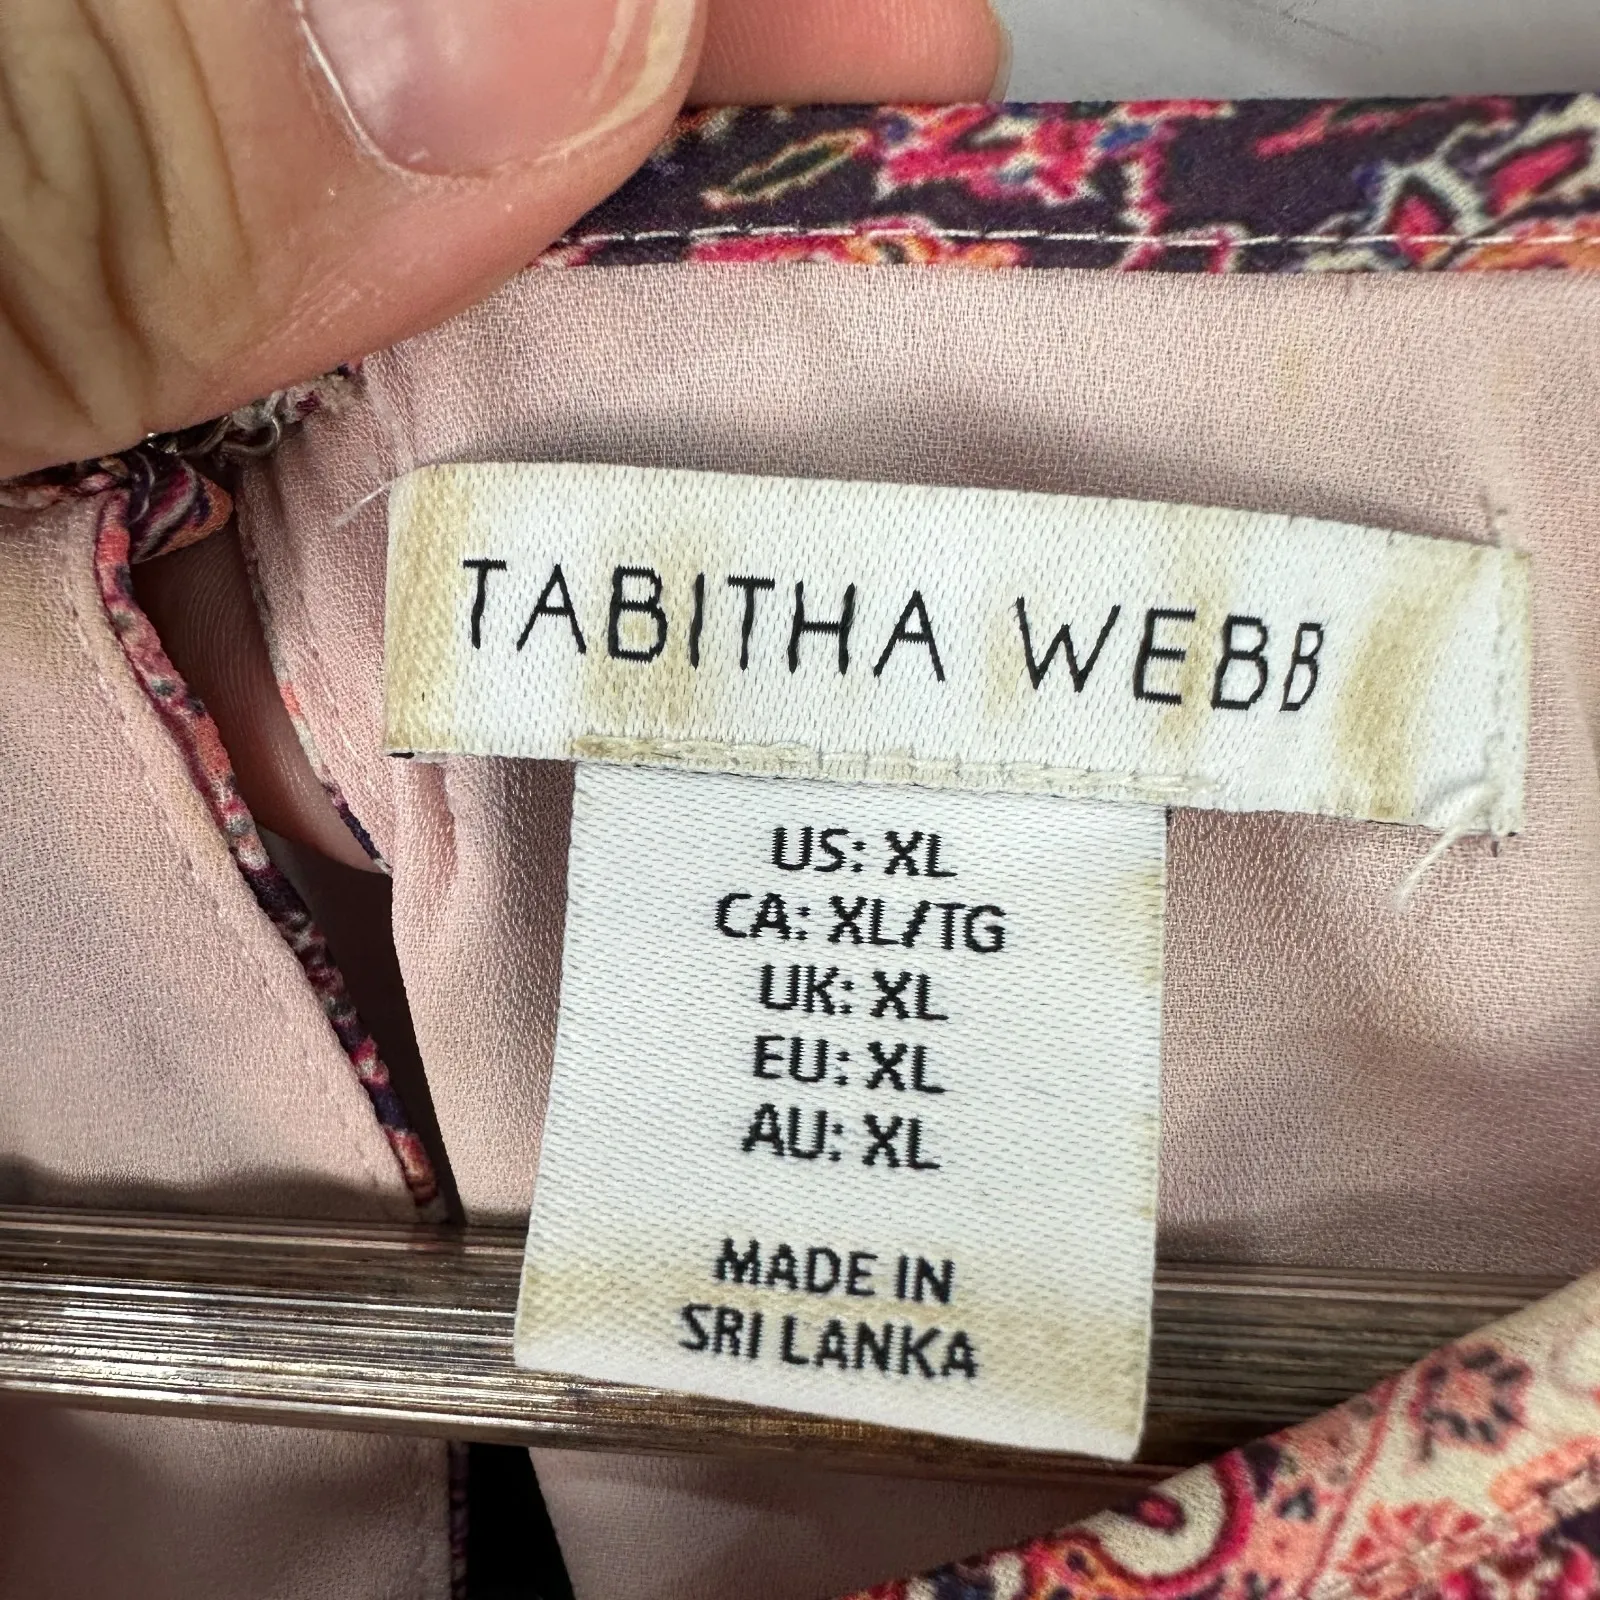 TABITHA WEBB
US: XL
CA: XL/TG
UK: XL
EU: XL
AU: XL
MADE IN
SRI LANKA